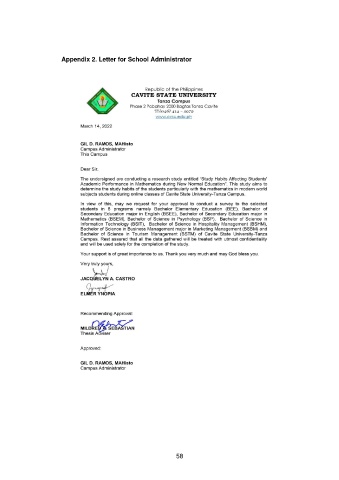 Appendix 2. Letter for School Administrator
Republic of the Philippines
CAVITE STATE UNIVERSITY
Tanza Campus
Phase 2 Pabahay 2000 Bagtas Tanza Cavite
www.cvsu.edu.ph
March 14, 2022
GIL D. RAMOS, MAHisto
Campus Administrator
This Campus
Dear Sir,
The undersigned are conducting a research study entitled "Study Habits Affecting Students'
Academic Performance in Mathematics during New Normal Education". This study aims to
determine the study habits of the students particularly with the mathematics in modern world
subjects students during online classes of Cavite State University-Tanza Campus.
In view of this, may we request for your approval to conduct a survey to the selected
students in 8 programs namely Bachelor Elementary Education (BEE), Bachelor of
Secondary Education major in English (BSEE), Bachelor of Secondary Education major in
Mathematics (BSEM), Bachelor of Science in Psychology (BSP), Bachelor of Science in
Information Technology (BSIT), Bachelor of Science in Hospitality Management (BSHM),
Bachelor of Science in Business Management major in Marketing Management (BSBM) and
Bachelor of Science in Tourism Management (BSTM) of Cavite State University-Tanza
Campus. Rest assured that all the data gathered will be treated with utmost confidentiality
and will be used solely for the completion of the study.
Your support is of great importance to us. Thank you very much and may God bless you.
Very truly yours,
JACQUELYN A. CASTRO
ELMER YNORIA
Recommending Approval:
MILDRED A. SEBASTIAN
Thesis Adviser
Approved:
GIL D. RAMOS, MAHisto
Campus Administrator
58